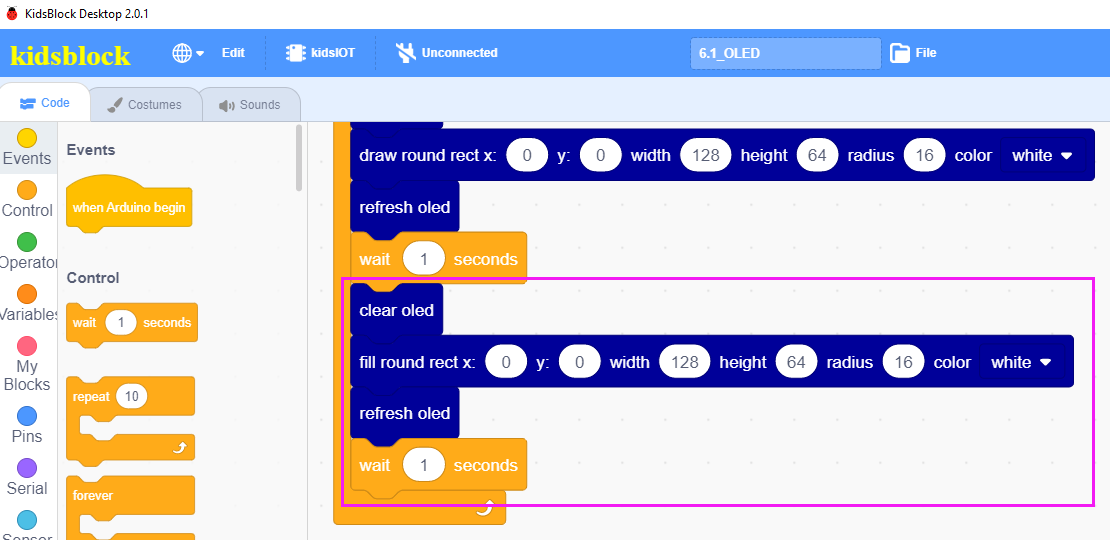 KidsBlock Desktop 2.0.1
kidsblock Edit kidsIOT Unconnected 6.1_OLED File
Code Costumes Sounds
Events
Control
Operator
Variables
My
Blocks
Pins
Serial
Sensor
Events
when Arduino begin
Control
wait 1 seconds
repeat 10
forever
draw round rect x: 0 y: 0 width 128 height 64 radius 16 color white
refresh oled
wait 1 seconds
clear oled
fill round rect x: 0 y: 0 width 128 height 64 radius 16 color white
refresh oled
wait 1 seconds